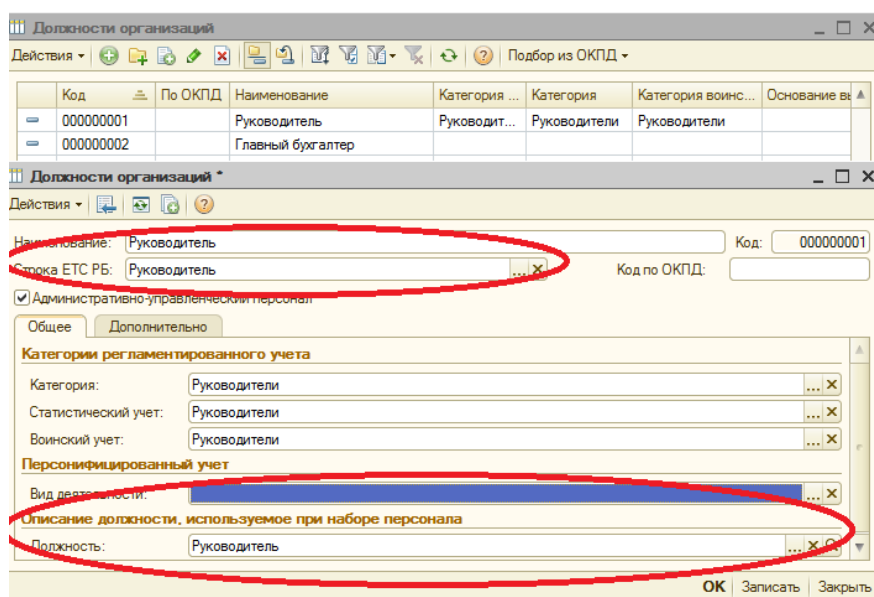 Должности организаций
Действия Подбор из ОКПД
Код По ОКПД Наименование Категория ... Категория Категория воинс... Основание вы
000000001 Руководитель Руководит... Руководители Руководители
000000002 Главный бухгалтер
Должности организаций *
Действия
Наименование: Руководитель Код: 000000001
Строка ЕТС РБ: Руководитель ... Код по ОКПД:
Административно-управленческий персонал
Общее Дополнительно
Категории регламентированного учета
Категория: Руководители ...
Статистический учет: Руководители ...
Воинский учет: Руководители ...
Персонифицированный учет
Вид деятельности: ...
Описание должности, используемое при наборе персонала
Должность: Руководитель ...
OK Записать Закрыть